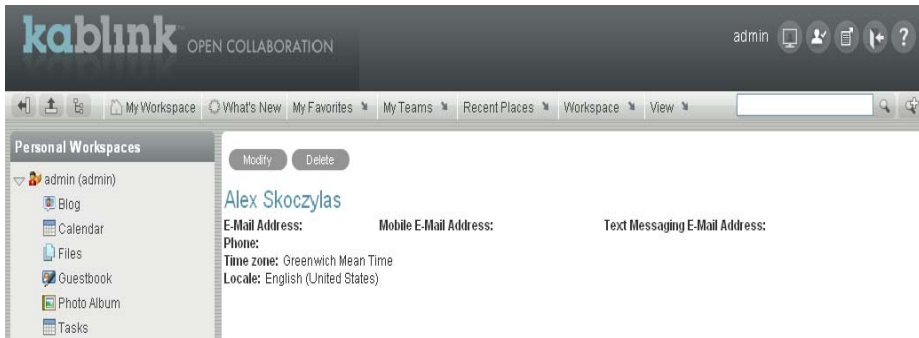 kablink OPEN COLLABORATION
admin ?
My Workspace What's New My Favorites My Teams Recent Places Workspace View
Personal Workspaces
admin (admin)
Blog
Calendar
Files
Guestbook
Photo Album
Tasks
Modify Delete
Alex Skoczylas
E-Mail Address: Mobile E-Mail Address: Text Messaging E-Mail Address:
Phone:
Time zone: Greenwich Mean Time
Locale: English (United States)